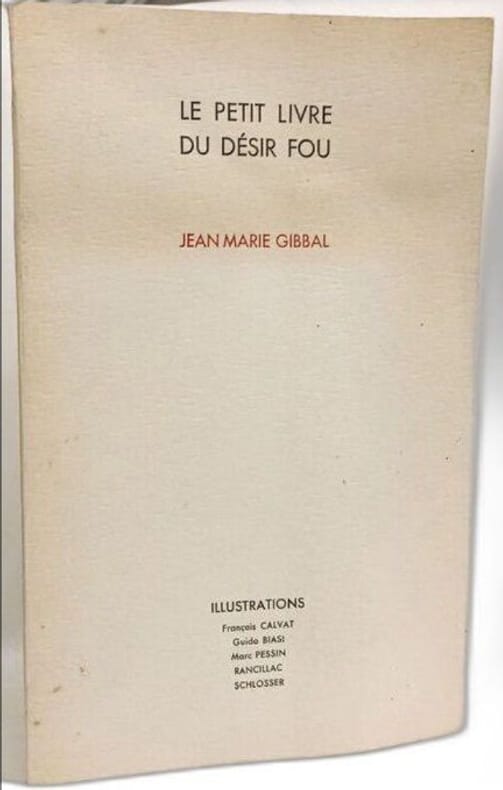 LE PETIT LIVRE
DU DÉSIR FOU
JEAN MARIE GIBBAL
ILLUSTRATIONS
François CALVAT
Guido BIASI
Marc PESSIN
RANCILLAC
SCHLOSSER